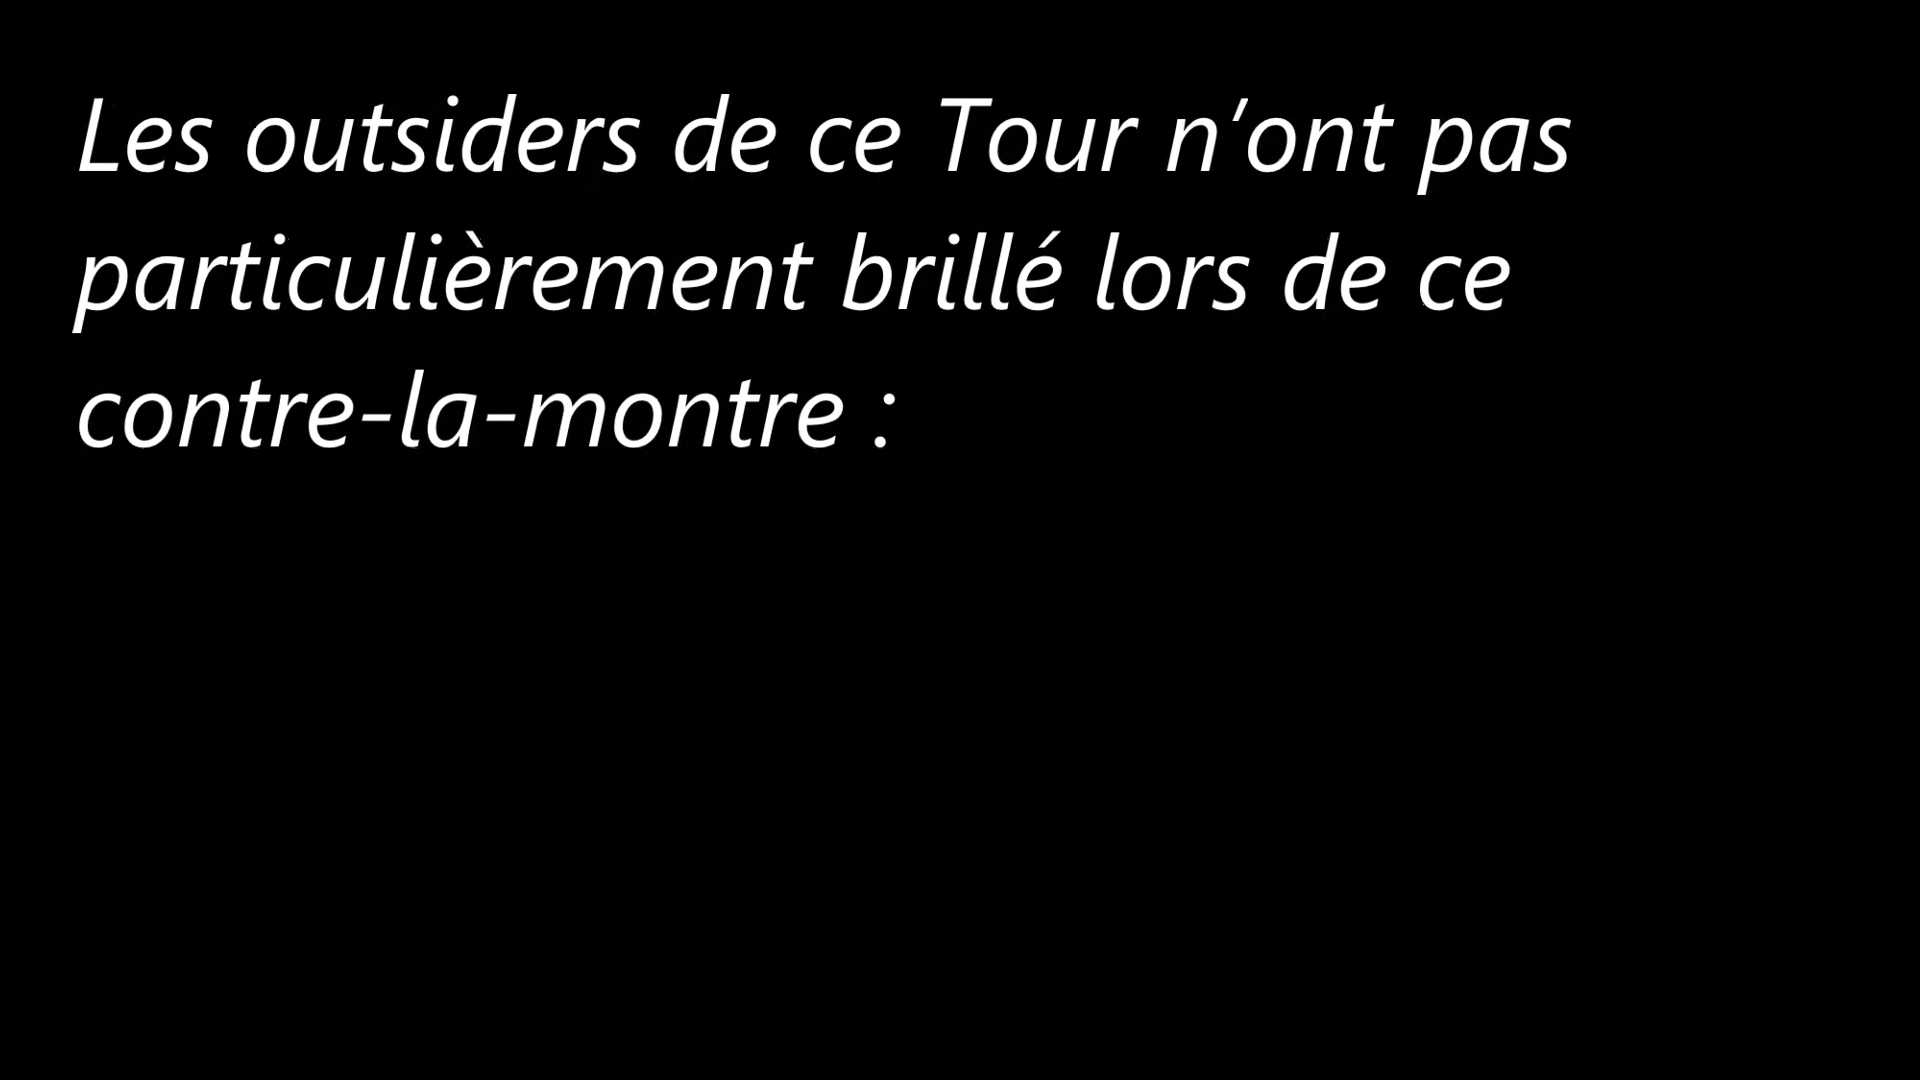 Les outsiders de ce Tour n’ont pas
particulièrement brillé lors de ce
contre-la-montre :